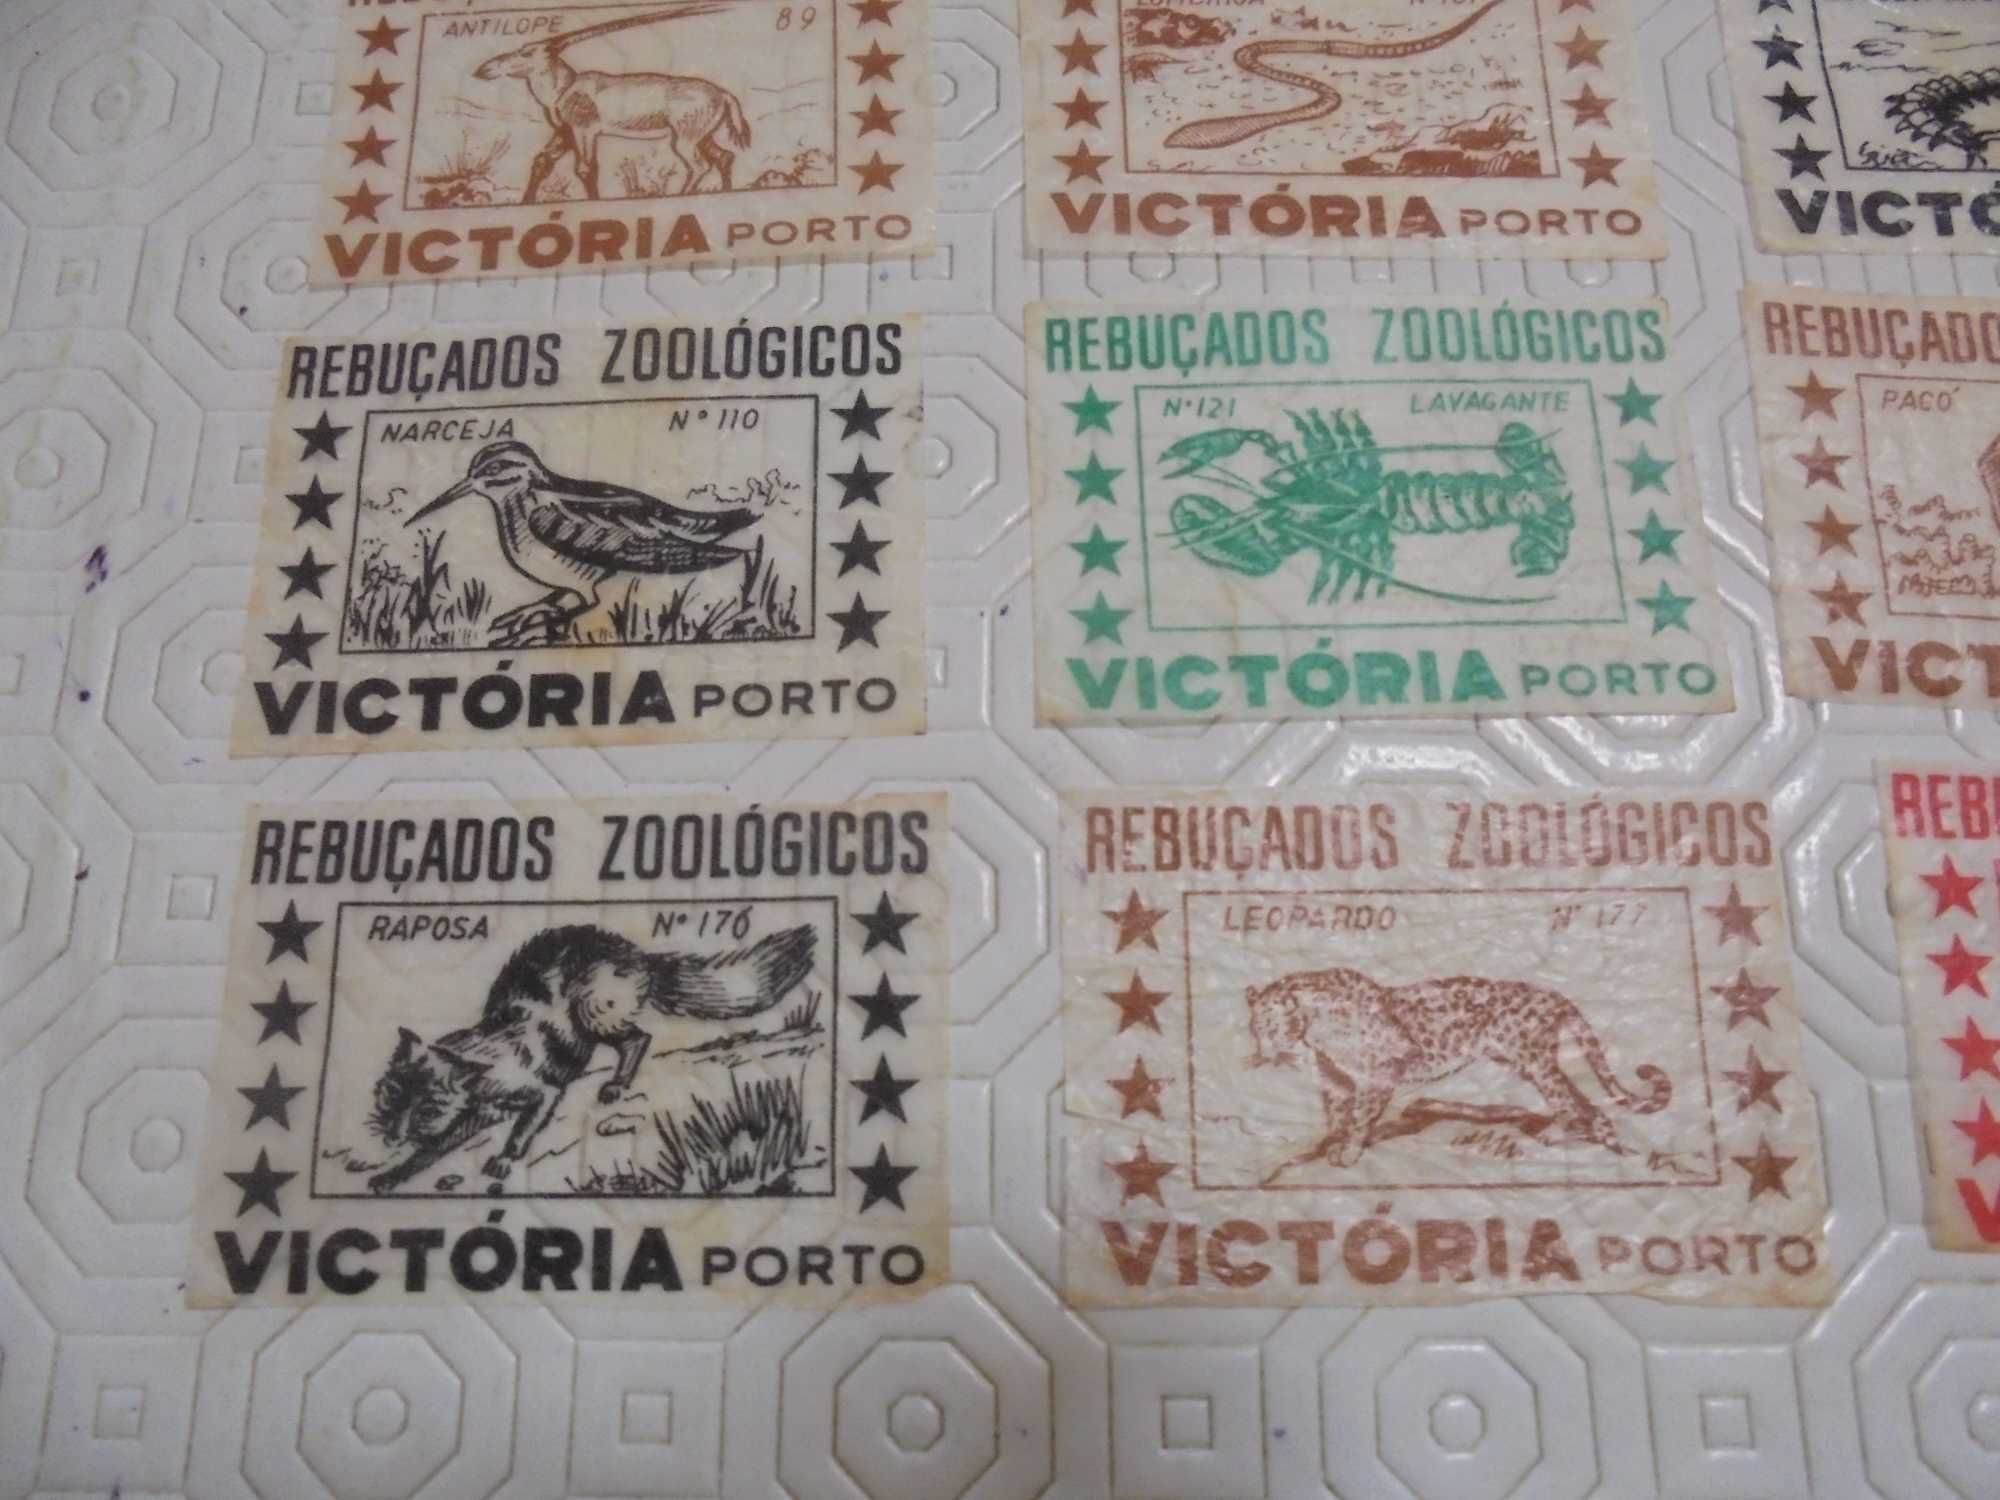 ANTILOPE 89
VICTÓRIA PORTO
VICTÓRIA PORTO
REBUÇADOS ZOOLÓGICOS
NARCEJA Nº 110
VICTÓRIA PORTO
REBUÇADOS ZOOLÓGICOS
Nº 121 LAVAGANTE
VICTÓRIA PORTO
PACÓ
REBUÇADOS ZOOLÓGICOS
RAPOSA Nº 176
VICTÓRIA PORTO
REBUÇADOS ZOOLÓGICOS
LEOPARDO Nº 177
VICTÓRIA PORTO